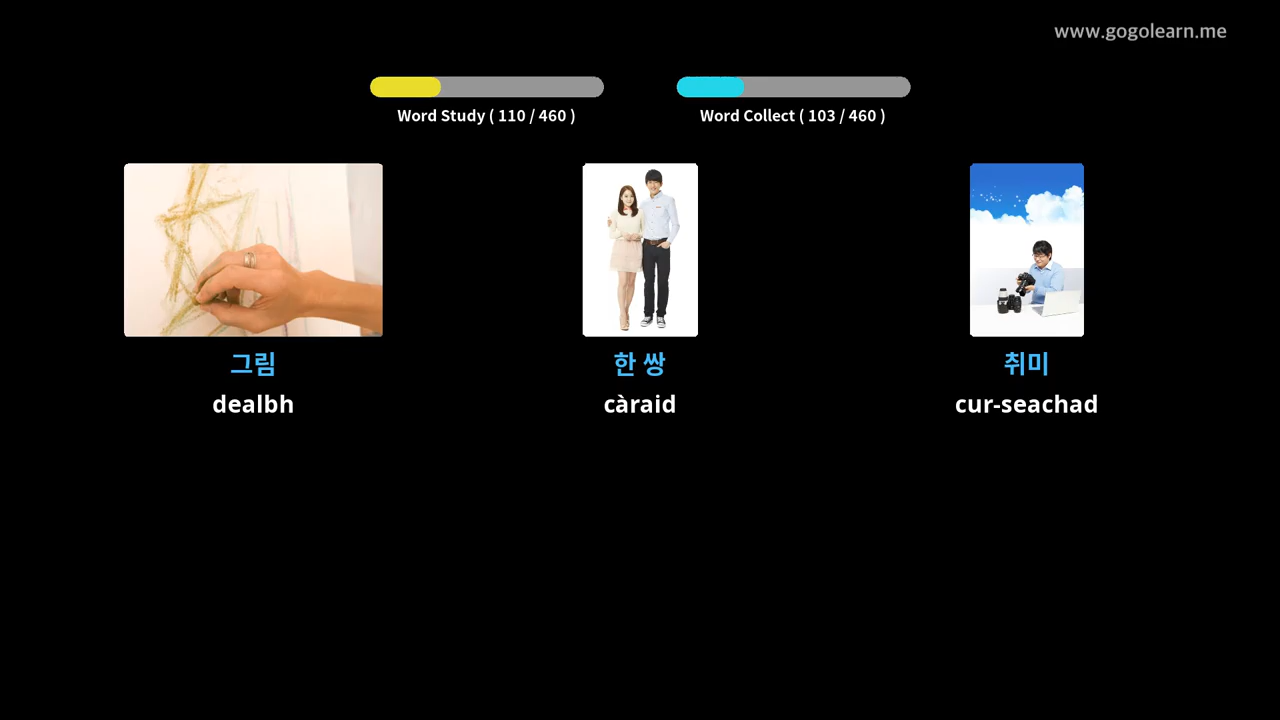 www.gogolearn.me
Word Study ( 110 / 460 )
Word Collect ( 103 / 460 )
그림
한 쌍
취미
dealbh
càraid
cur-seachad